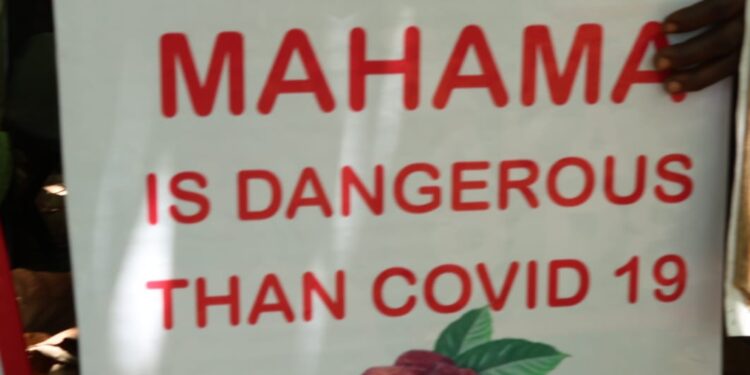 MAHAMA
IS DANGEROUS
THAN COVID 19